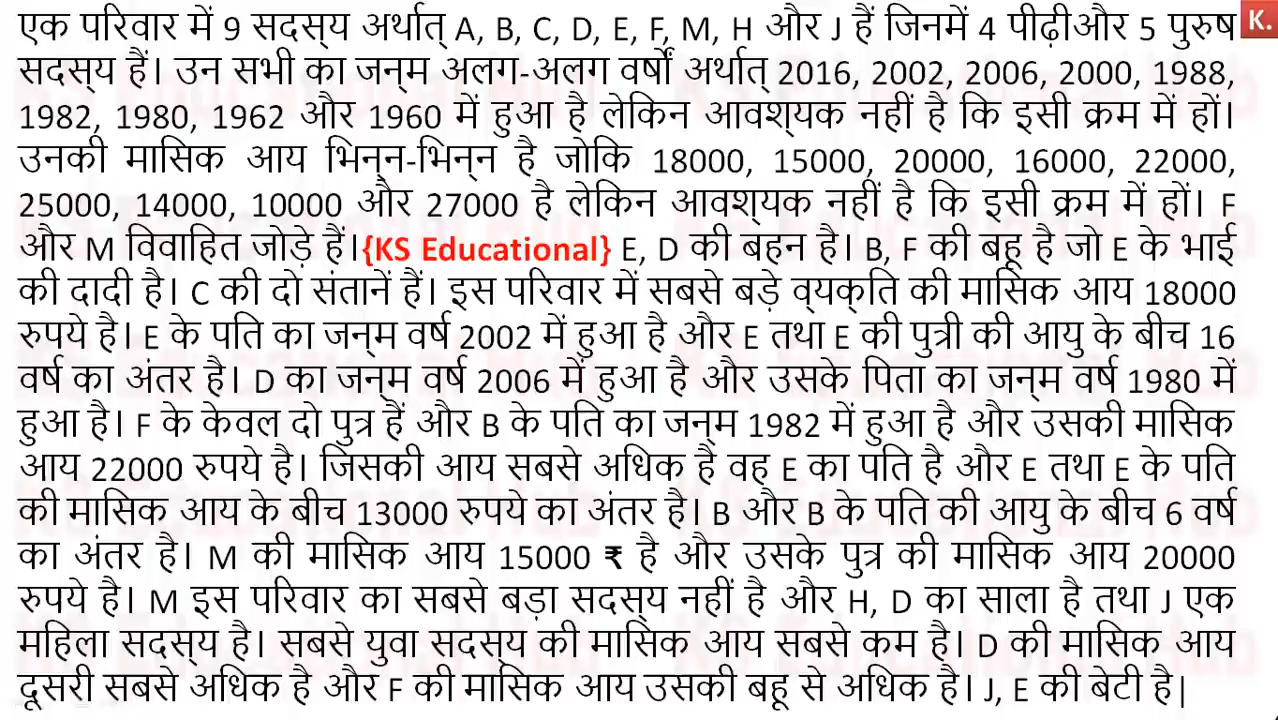 एक परिवार में 9 सदस्य अर्थात् A, B, C, D, E, F, M, H और J हैं जिनमें 4 पीढ़ीऔर 5 पुरुष K.
सदस्य हैं। उन सभी का जन्म अलग-अलग वर्षों अर्थात् 2016, 2002, 2006, 2000, 1988,
1982, 1980, 1962 और 1960 में हुआ है लेकिन आवश्यक नहीं है कि इसी क्रम में हों।
उनकी मासिक आय भिन्न-भिन्न है जोकि 18000, 15000, 20000, 16000, 22000,
25000, 14000, 10000 और 27000 है लेकिन आवश्यक नहीं है कि इसी क्रम में हों। F
और M विवाहित जोड़े हैं।{KS Educational} E, D की बहन है। B, F की बहू है जो E के भाई
की दादी है। C की दो संतानें हैं। इस परिवार में सबसे बड़े व्यक्ति की मासिक आय 18000
रुपये है। E के पति का जन्म वर्ष 2002 में हुआ है और E तथा E की पुत्री की आयु के बीच 16
वर्ष का अंतर है। D का जन्म वर्ष 2006 में हुआ है और उसके पिता का जन्म वर्ष 1980 में
हुआ है। F के केवल दो पुत्र हैं और B के पति का जन्म 1982 में हुआ है और उसकी मासिक
आय 22000 रुपये है। जिसकी आय सबसे अधिक है वह E का पति है और E तथा E के पति
की मासिक आय के बीच 13000 रुपये का अंतर है। B और B के पति की आयु के बीच 6 वर्ष
का अंतर है। M की मासिक आय 15000 ₹ है और उसके पुत्र की मासिक आय 20000
रुपये है। M इस परिवार का सबसे बड़ा सदस्य नहीं है और H, D का साला है तथा J एक
महिला सदस्य है। सबसे युवा सदस्य की मासिक आय सबसे कम है। D की मासिक आय
दूसरी सबसे अधिक है और F की मासिक आय उसकी बहू से अधिक है। J, E की बेटी है|